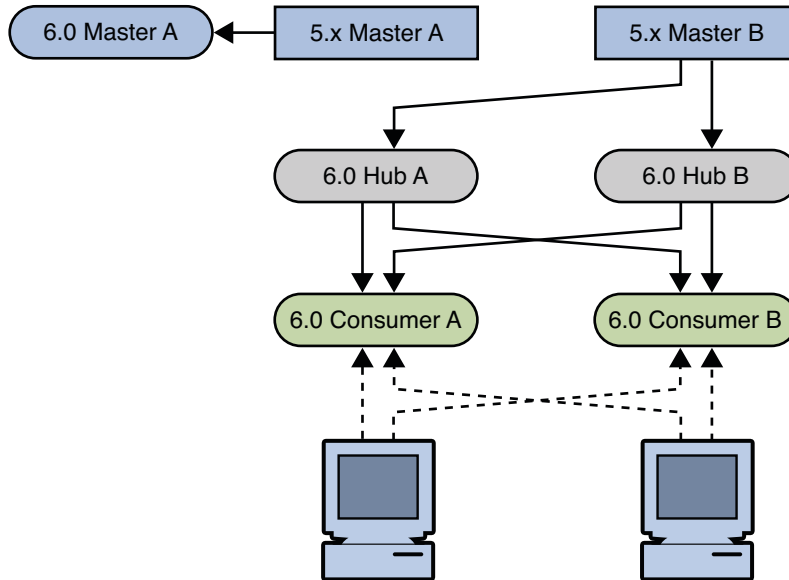 6.0 Master A
5.x Master A
5.x Master B
6.0 Hub A
6.0 Hub B
6.0 Consumer A
6.0 Consumer B